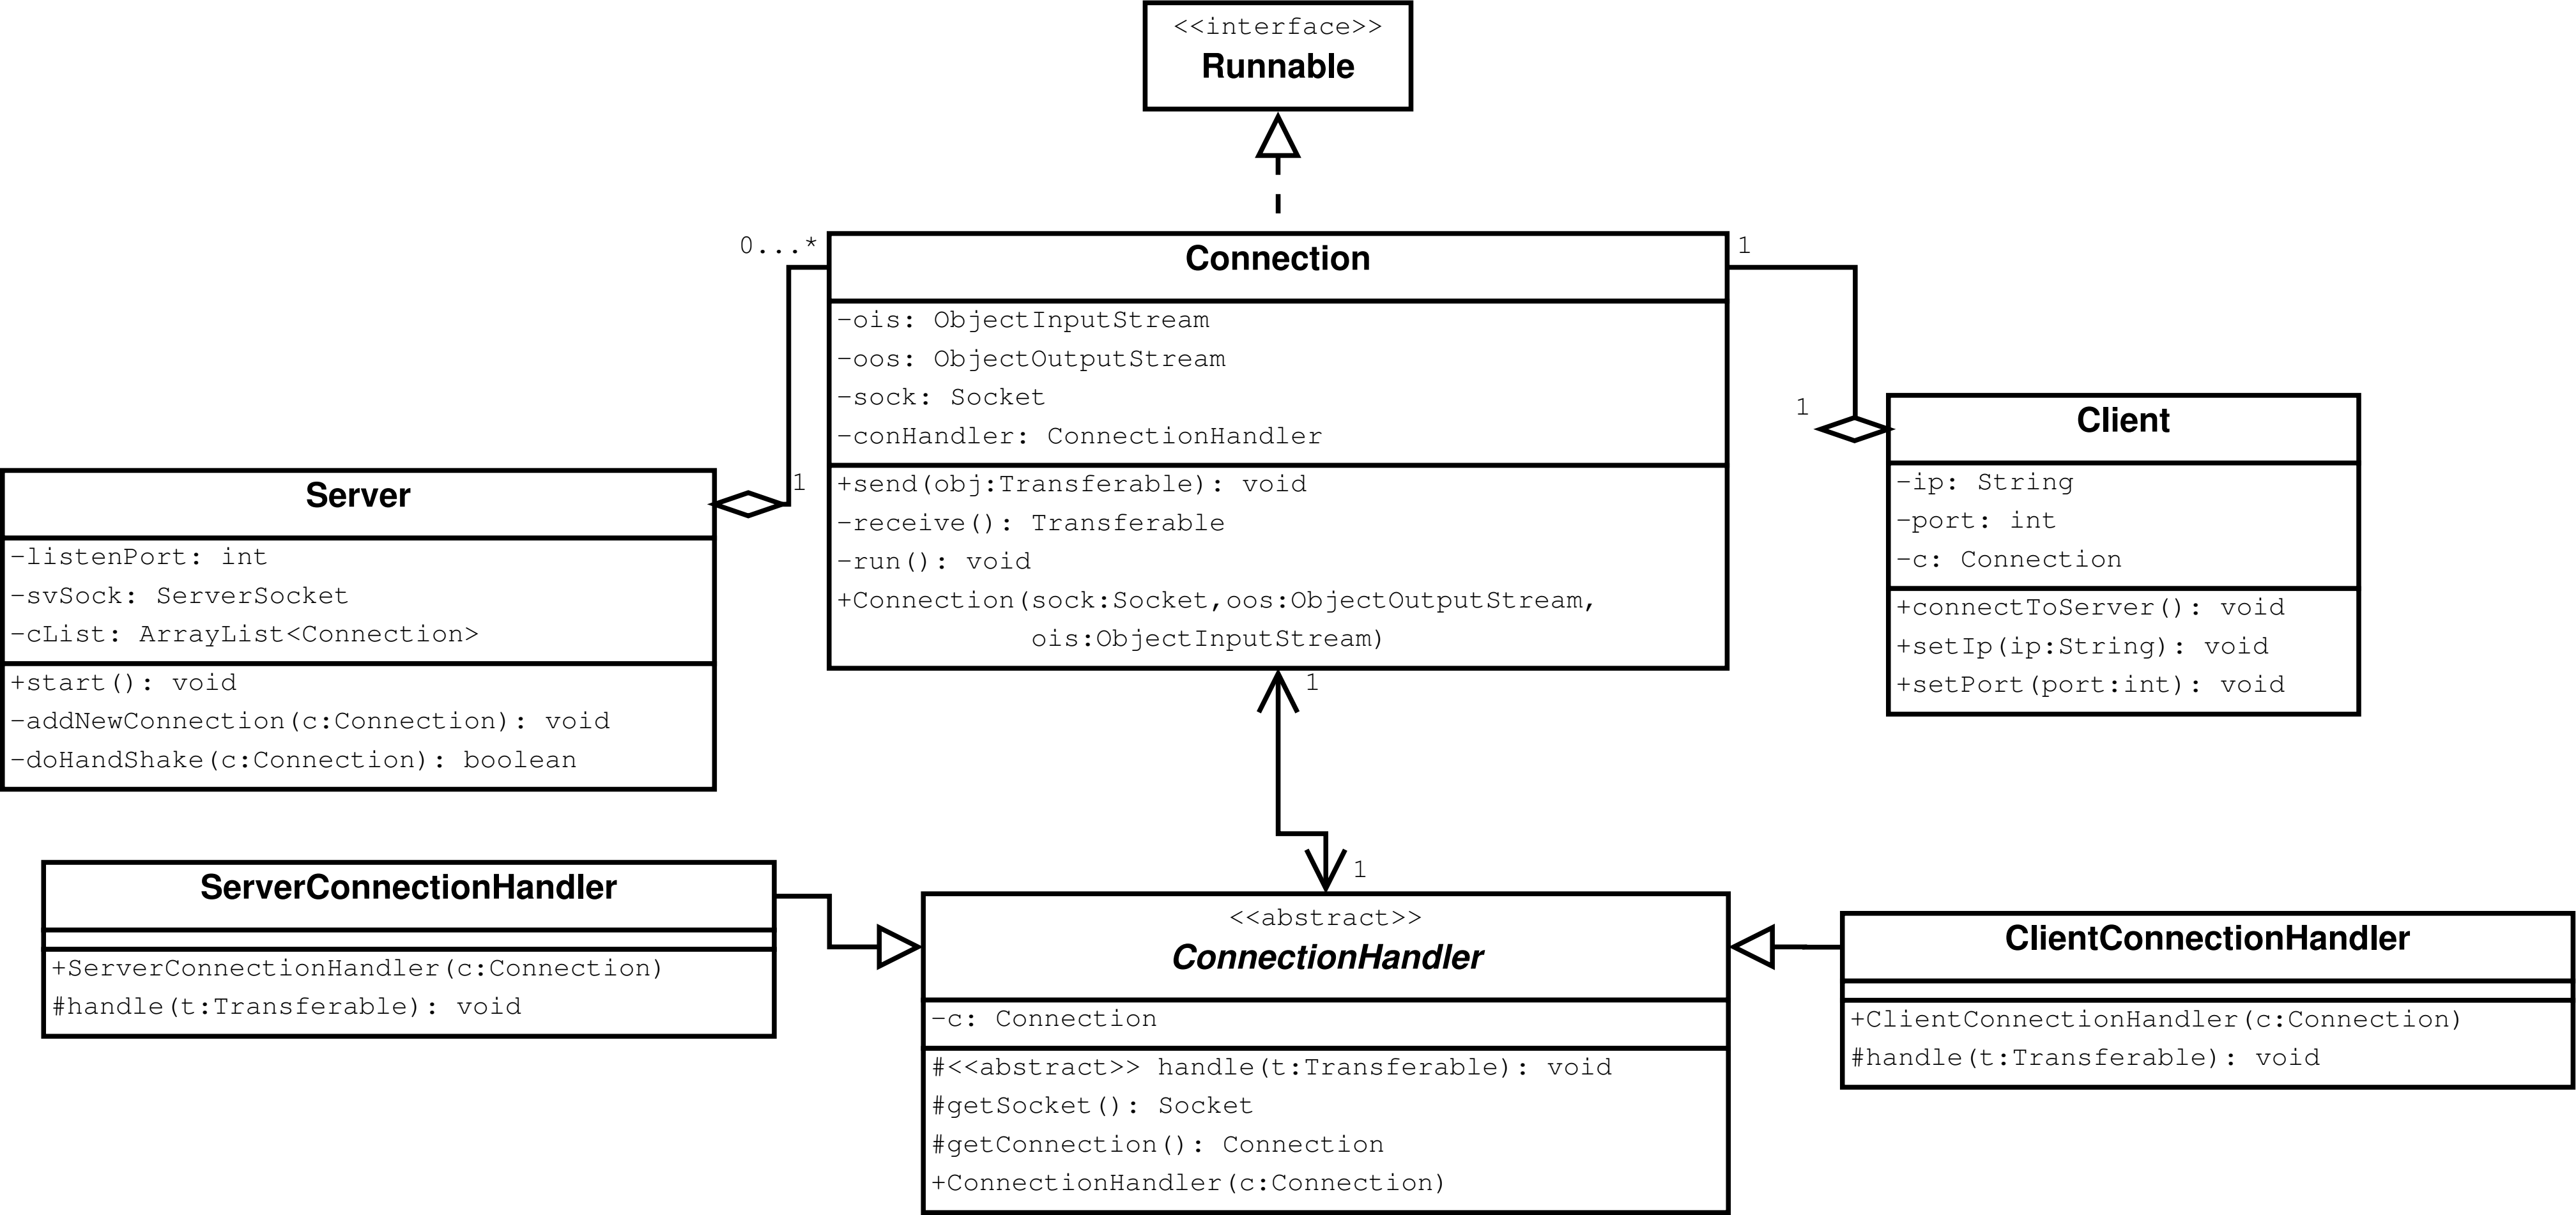 <<interface>>
Runnable
0...*
Connection
1
-ois: ObjectInputStream
-oos: ObjectOutputStream
-sock: Socket
-conHandler: ConnectionHandler
+send(obj:Transferable): void
-receive(): Transferable
-run(): void
+Connection(sock:Socket,oos:ObjectOutputStream,
ois:ObjectInputStream)
1
1
Client
-ip: String
-port: int
-c: Connection
+connectToServer(): void
+setIp(ip:String): void
+setPort(port:int): void
1
Server
-listenPort: int
-svSock: ServerSocket
-cList: ArrayList<Connection>
+start(): void
-addNewConnection(c:Connection): void
-doHandShake(c:Connection): boolean
ServerConnectionHandler
+ServerConnectionHandler(c:Connection)
#handle(t:Transferable): void
1
<<abstract>>
ConnectionHandler
-c: Connection
#<<abstract>> handle(t:Transferable): void
#getSocket(): Socket
#getConnection(): Connection
+ConnectionHandler(c:Connection)
ClientConnectionHandler
+ClientConnectionHandler(c:Connection)
#handle(t:Transferable): void